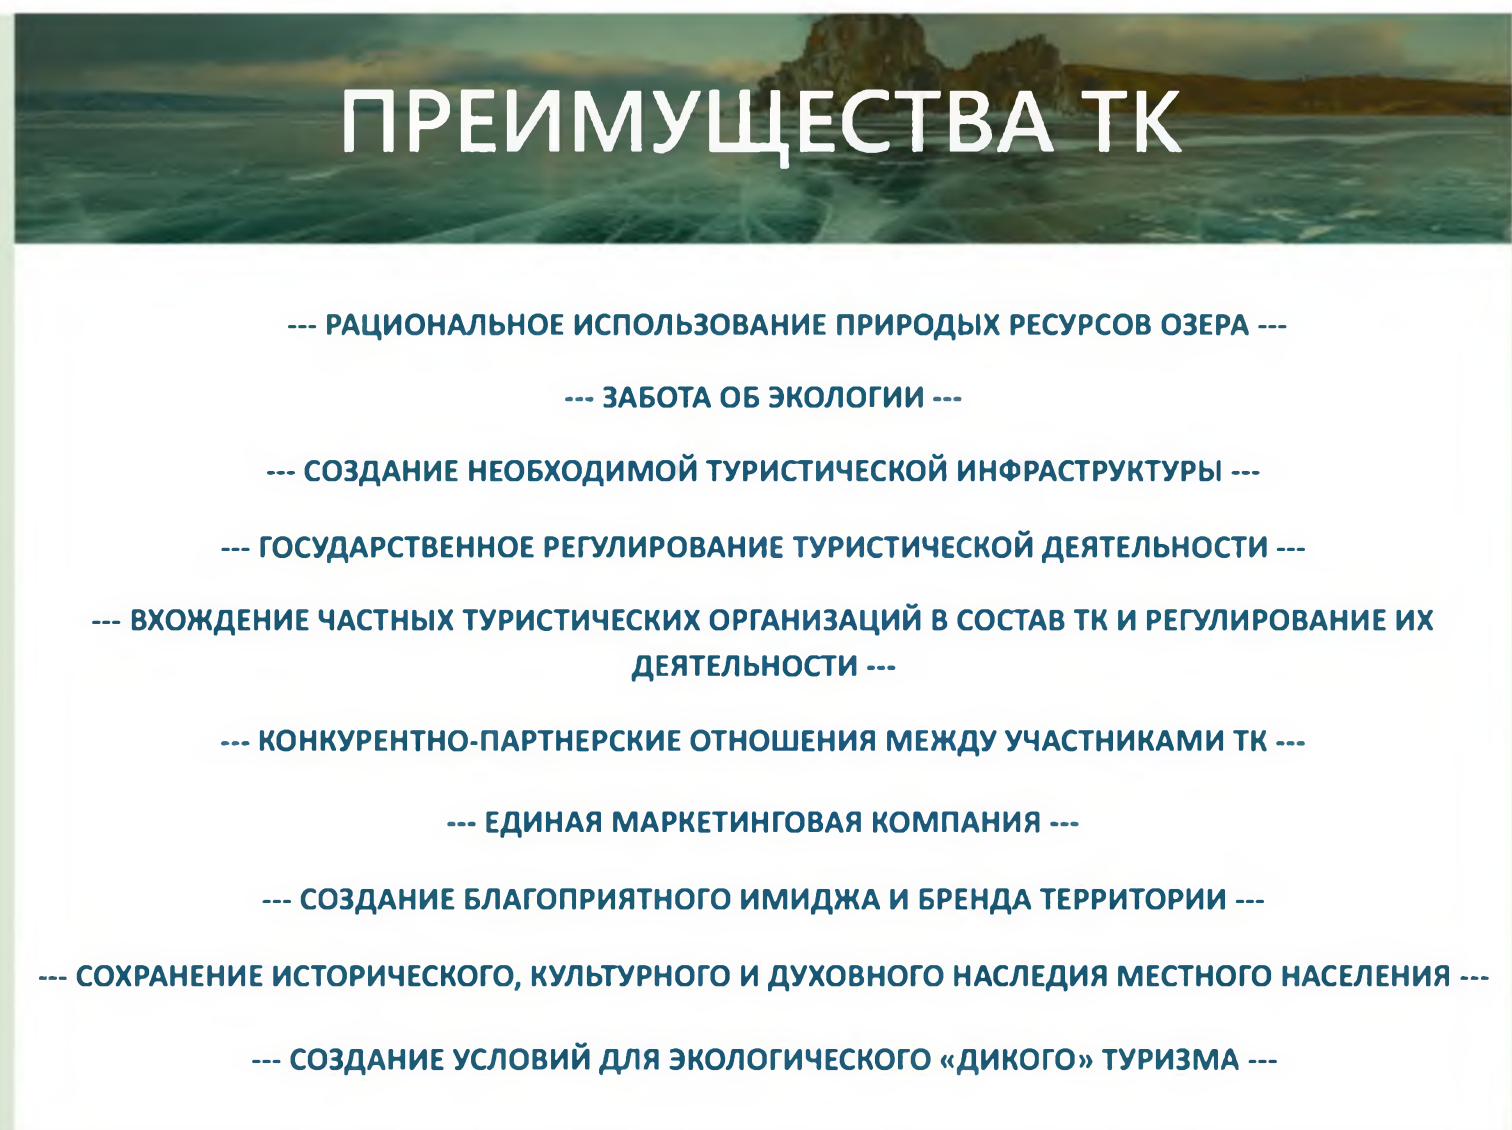 ПРЕИМУЩЕСТВА ТК
--- РАЦИОНАЛЬНОЕ ИСПОЛЬЗОВАНИЕ ПРИРОДЫХ РЕСУРСОВ ОЗЕРА ---
--- ЗАБОТА ОБ ЭКОЛОГИИ ---
--- СОЗДАНИЕ НЕОБХОДИМОЙ ТУРИСТИЧЕСКОЙ ИНФРАСТРУКТУРЫ ---
--- ГОСУДАРСТВЕННОЕ РЕГУЛИРОВАНИЕ ТУРИСТИЧЕСКОЙ ДЕЯТЕЛЬНОСТИ ---
--- ВХОЖДЕНИЕ ЧАСТНЫХ ТУРИСТИЧЕСКИХ ОРГАНИЗАЦИЙ В СОСТАВ ТК И РЕГУЛИРОВАНИЕ ИХ
ДЕЯТЕЛЬНОСТИ ---
--- КОНКУРЕНТНО-ПАРТНЕРСКИЕ ОТНОШЕНИЯ МЕЖДУ УЧАСТНИКАМИ ТК ---
--- ЕДИНАЯ МАРКЕТИНГОВАЯ КОМПАНИЯ ---
--- СОЗДАНИЕ БЛАГОПРИЯТНОГО ИМИДЖА И БРЕНДА ТЕРРИТОРИИ ---
--- СОХРАНЕНИЕ ИСТОРИЧЕСКОГО, КУЛЬТУРНОГО И ДУХОВНОГО НАСЛЕДИЯ МЕСТНОГО НАСЕЛЕНИЯ ---
--- СОЗДАНИЕ УСЛОВИЙ ДЛЯ ЭКОЛОГИЧЕСКОГО «ДИКОГО» ТУРИЗМА ---